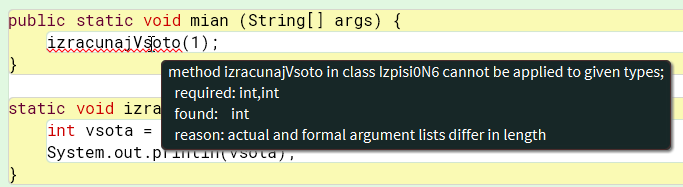 public static void mian (String[] args) {
izracunajVsoto(1);
}
method izracunajVsoto in class Izpisi0N6 cannot be applied to given types;
required: int,int
found: int
reason: actual and formal argument lists differ in length
static void izra
int vsota =
System.out.println(vsota);
}